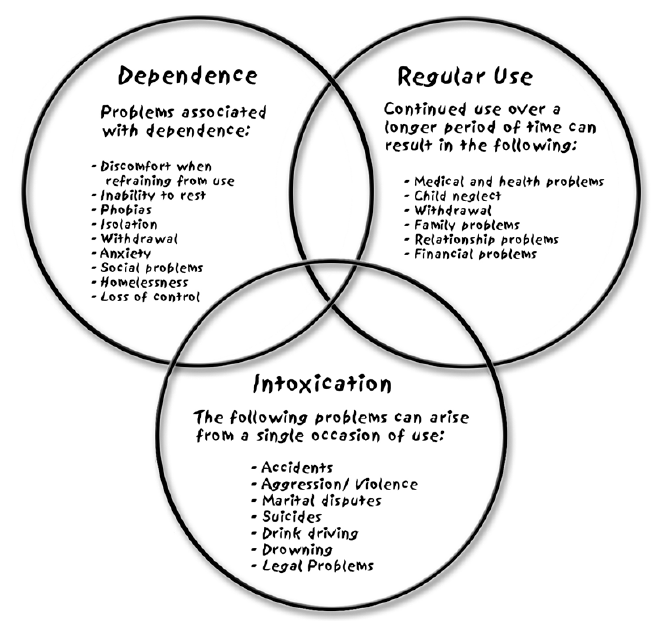 Dependence
Problems associated
with dependence:
- Discomfort when
refraining from use
- Inability to rest
- Phobias
- Isolation
- Withdrawal
- Anxiety
- Social problems
- Homelessness
- Loss of control
Regular Use
Continued use over a
longer period of time can
result in the following:
- Medical and health problems
- Child neglect
- Withdrawal
- Family problems
- Relationship problems
- Financial problems
Intoxication
The following problems can arise
from a single occasion of use:
- Accidents
- Aggression/ Violence
- Marital disputes
- Suicides
- Drink driving
- Drowning
- Legal Problems